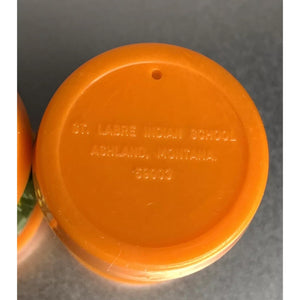 ST. LABRE INDIAN SCHOOL
ASHLAND, MONTANA.
59003